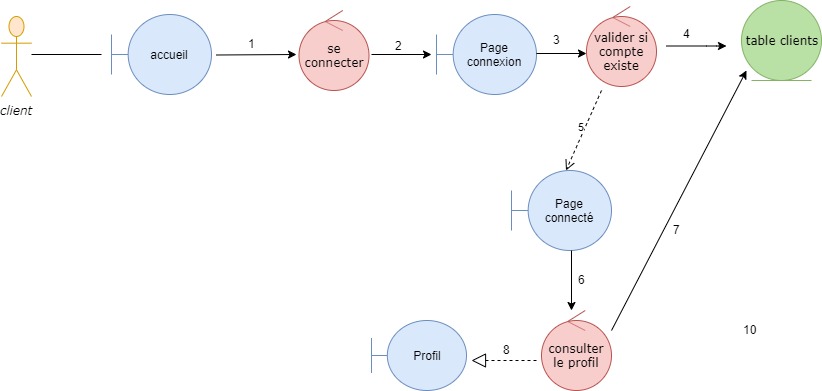 client
accueil
1
se
connecter
2
Page
connexion
3
valider si
compte
existe
4
table clients
5
Page
connecté
6
7
consulter
le profil
8
Profil
10